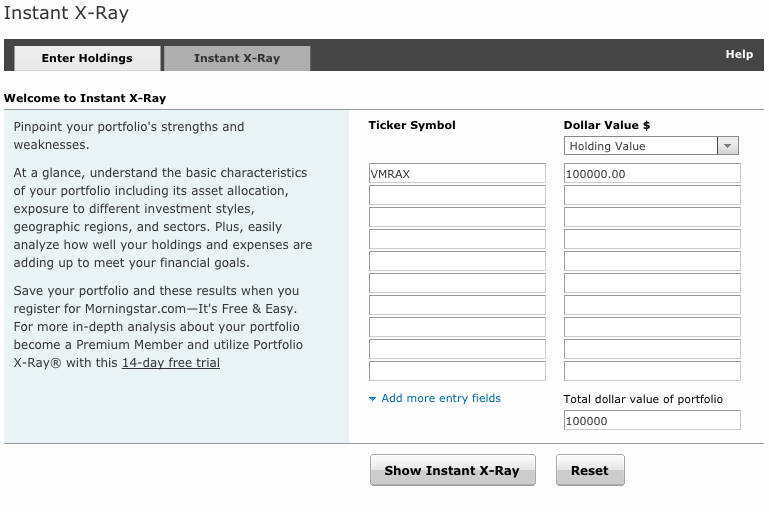 Instant X-Ray
Enter Holdings
Instant X-Ray
Help
Welcome to Instant X-Ray
Pinpoint your portfolio's strengths and
weaknesses.
At a glance, understand the basic characteristics
of your portfolio including its asset allocation,
exposure to different investment styles,
geographic regions, and sectors. Plus, easily
analyze how well your holdings and expenses are
adding up to meet your financial goals.
Save your portfolio and these results when you
register for Morningstar.com—It's Free & Easy.
For more in-depth analysis about your portfolio
become a Premium Member and utilize Portfolio
X-Ray® with this 14-day free trial
Ticker Symbol
Dollar Value $
Holding Value
VMRAX
100000.00
Add more entry fields
Total dollar value of portfolio
100000
Show Instant X-Ray
Reset